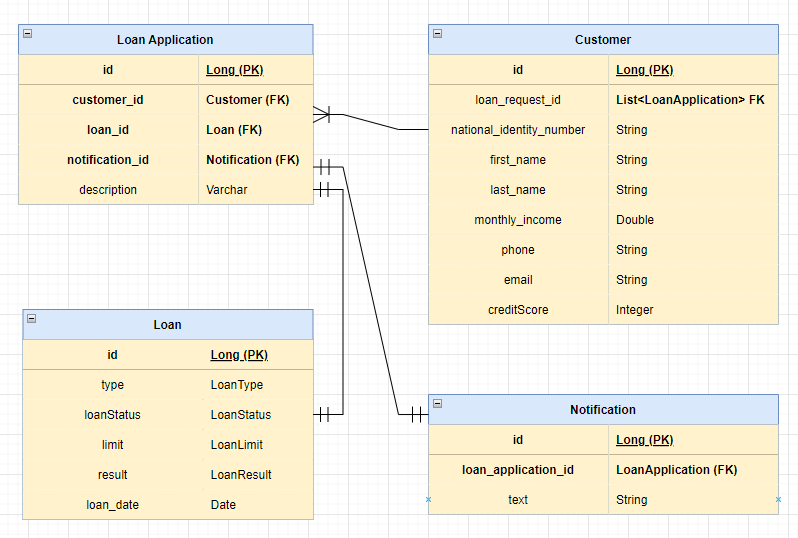 Loan Application
id Long (PK)
customer_id Customer (FK)
loan_id Loan (FK)
notification_id Notification (FK)
description Varchar
Customer
id Long (PK)
loan_request_id List<LoanApplication> FK
national_identity_number String
first_name String
last_name String
monthly_income Double
phone String
email String
creditScore Integer
Loan
id Long (PK)
type LoanType
loanStatus LoanStatus
limit LoanLimit
result LoanResult
loan_date Date
Notification
id Long (PK)
loan_application_id LoanApplication (FK)
text String